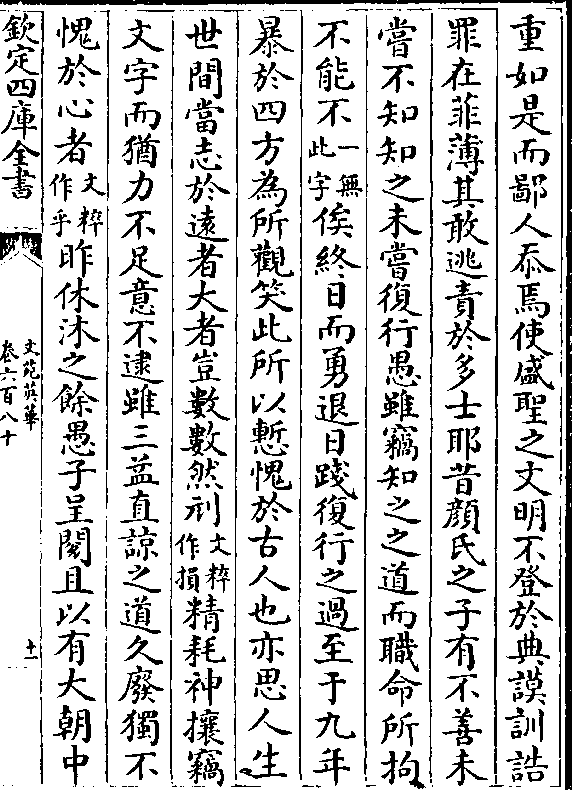 重如是而鄙人忝焉使盛聖之文明不登於典謨訓誥
罪在菲薄其敢逃責於多士耶昔顔氏之子有不善未
嘗不知知之未嘗復行愚雖竊知之之道而職命所拘
不能不一無此字俟終日而勇退日踐復行之過至于九年
暴於四方為所觀笑此所以慙愧於古人也亦思人生
世間當志於遠者大者豈數數然刓文粹作損精耗神攘竊
文字而猶力不足意不逮雖三益直諒之道久廢獨不
愧於心者文粹作乎昨休沐之餘愚子呈閱且以有大朝中
欽定四庫全書
文苑英華
卷六百八十
十一